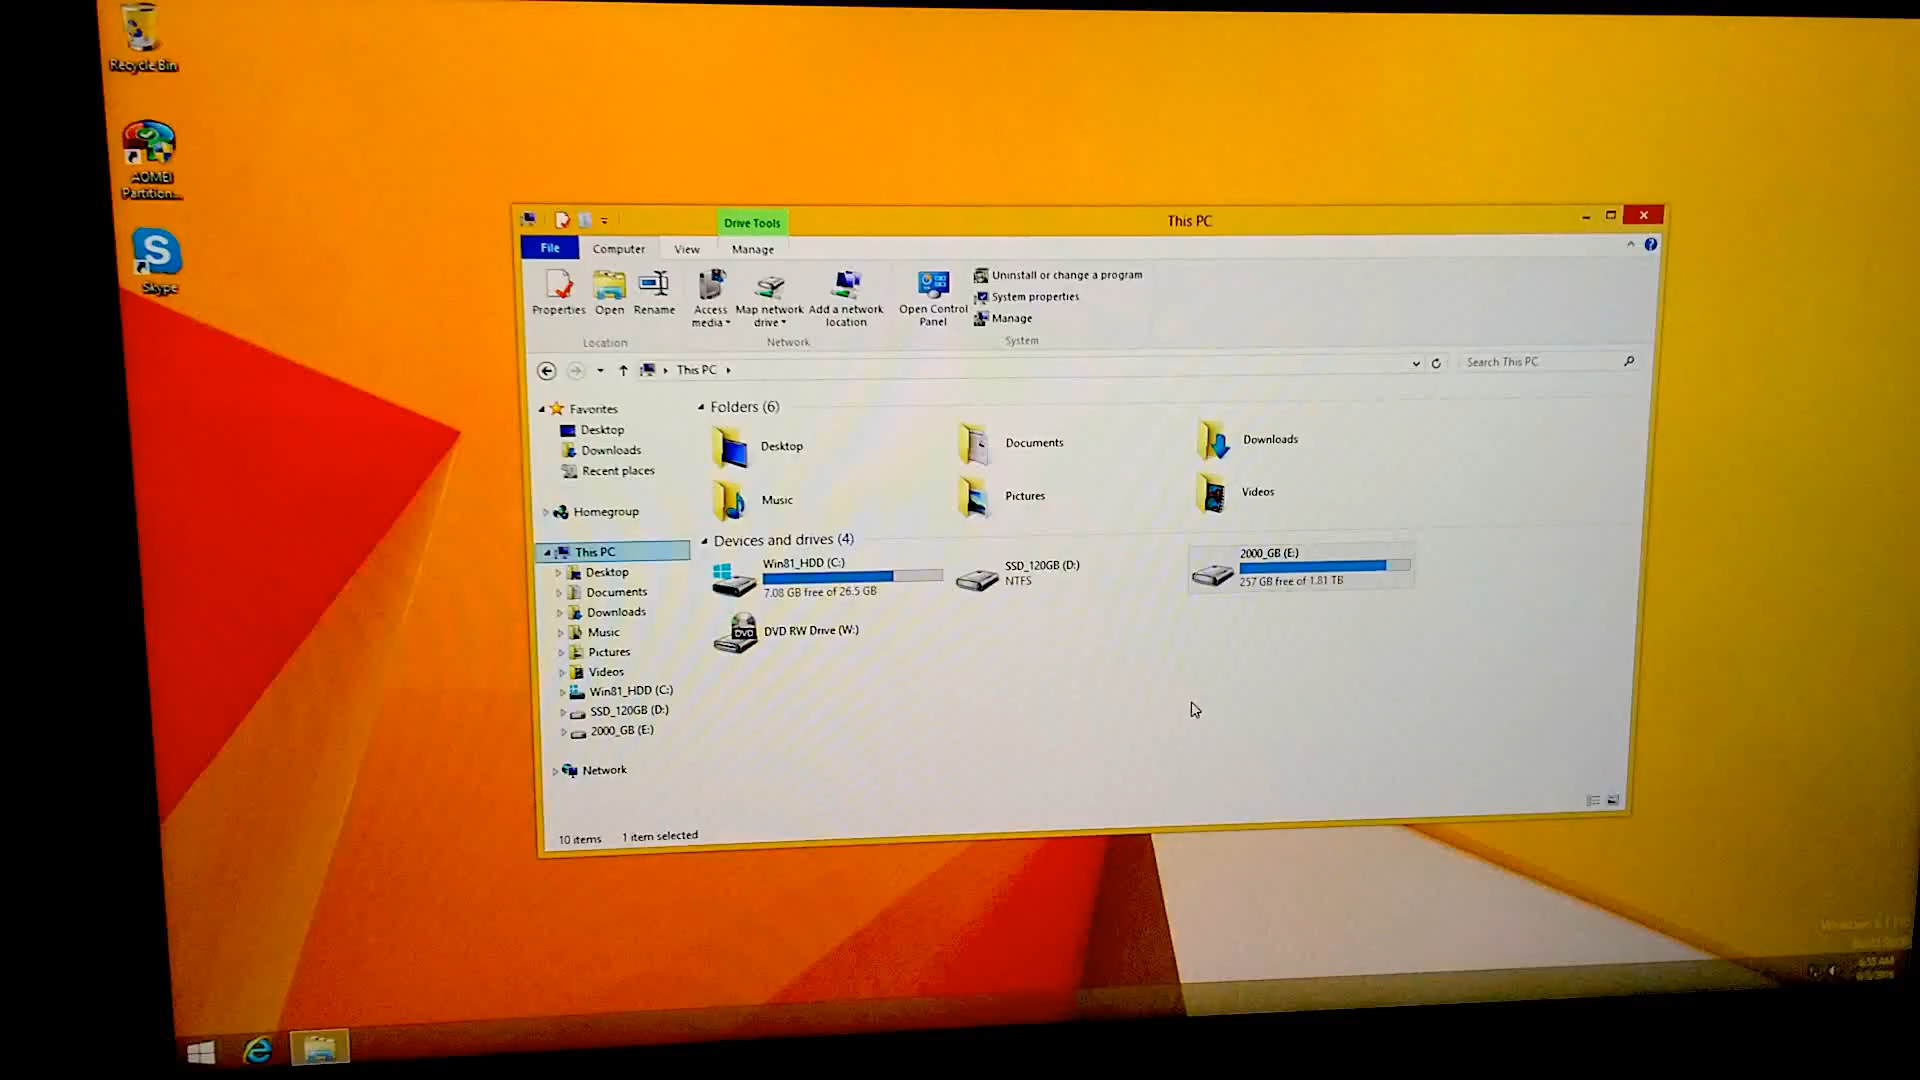 Recycle Bin
AOMEI
Partition...
Skype
Drive Tools
This PC
File
Computer
View
Manage
Properties
Open
Rename
Access
media
Map network
drive
Add a network
location
Open Control
Panel
Uninstall or change a program
System properties
Manage
Location
Network
System
This PC
Search This PC
Favorites
Desktop
Downloads
Recent places
Homegroup
This PC
Desktop
Documents
Downloads
Music
Pictures
Videos
Win81_HDD (C:)
SSD_120GB (D:)
2000_GB (E:)
Network
Folders (6)
Desktop
Documents
Downloads
Music
Pictures
Videos
Devices and drives (4)
Win81_HDD (C:)
7.08 GB free of 26.5 GB
SSD_120GB (D:)
NTFS
2000_GB (E:)
257 GB free of 1.81 TB
DVD
DVD RW Drive (W:)
10 items
1 item selected